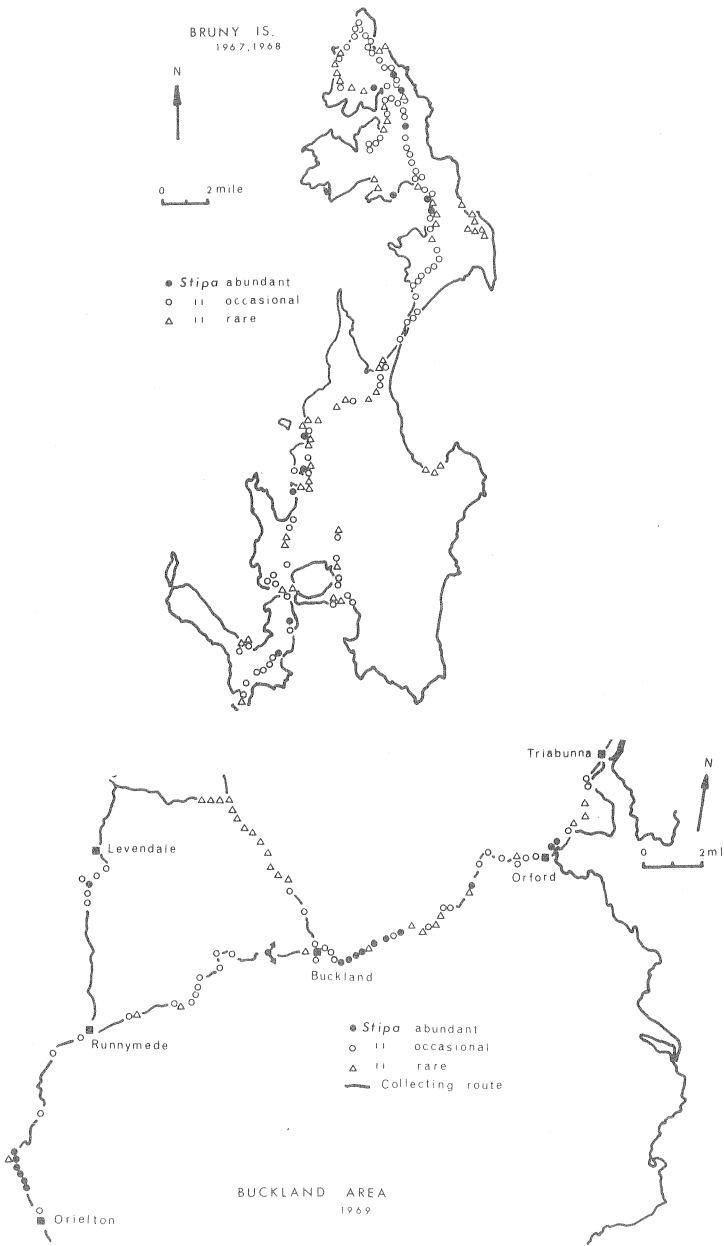 BRUNY IS.
1967,1968
N
0 2 mile
Stipa abundant
" occasional
" rare
Triabunna
N
Levendale
0 2 ml
Orford
Buckland
Stipa abundant
" occasional
" rare
Runnymede
Collecting route
BUCKLAND AREA
1969
Orielton